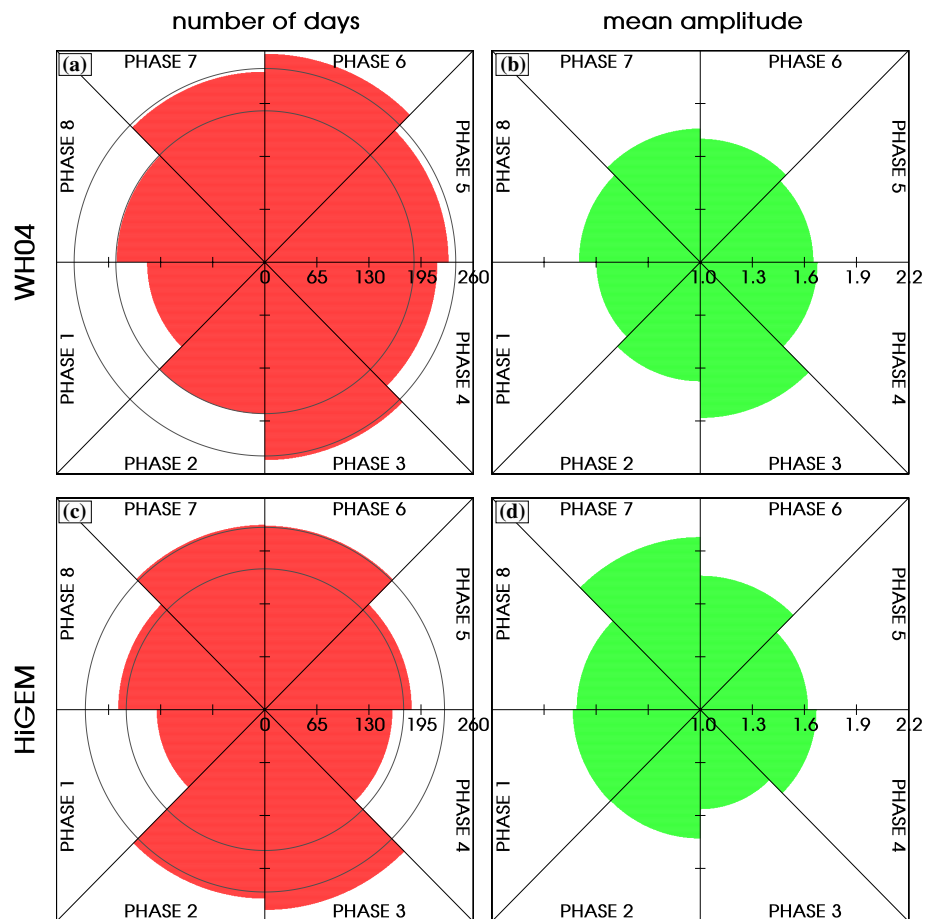 number of days
mean amplitude
WH04
(a)
PHASE 7
PHASE 6
PHASE 8
PHASE 5
0 65 130 195 260
PHASE 1
PHASE 4
PHASE 2
PHASE 3
(b)
PHASE 7
PHASE 6
PHASE 8
PHASE 5
1.0 1.3 1.6 1.9 2.2
PHASE 1
PHASE 4
PHASE 2
PHASE 3
HiGEM
(c)
PHASE 7
PHASE 6
PHASE 8
PHASE 5
0 65 130 195 260
PHASE 1
PHASE 4
PHASE 2
PHASE 3
(d)
PHASE 7
PHASE 6
PHASE 8
PHASE 5
1.0 1.3 1.6 1.9 2.2
PHASE 1
PHASE 4
PHASE 2
PHASE 3